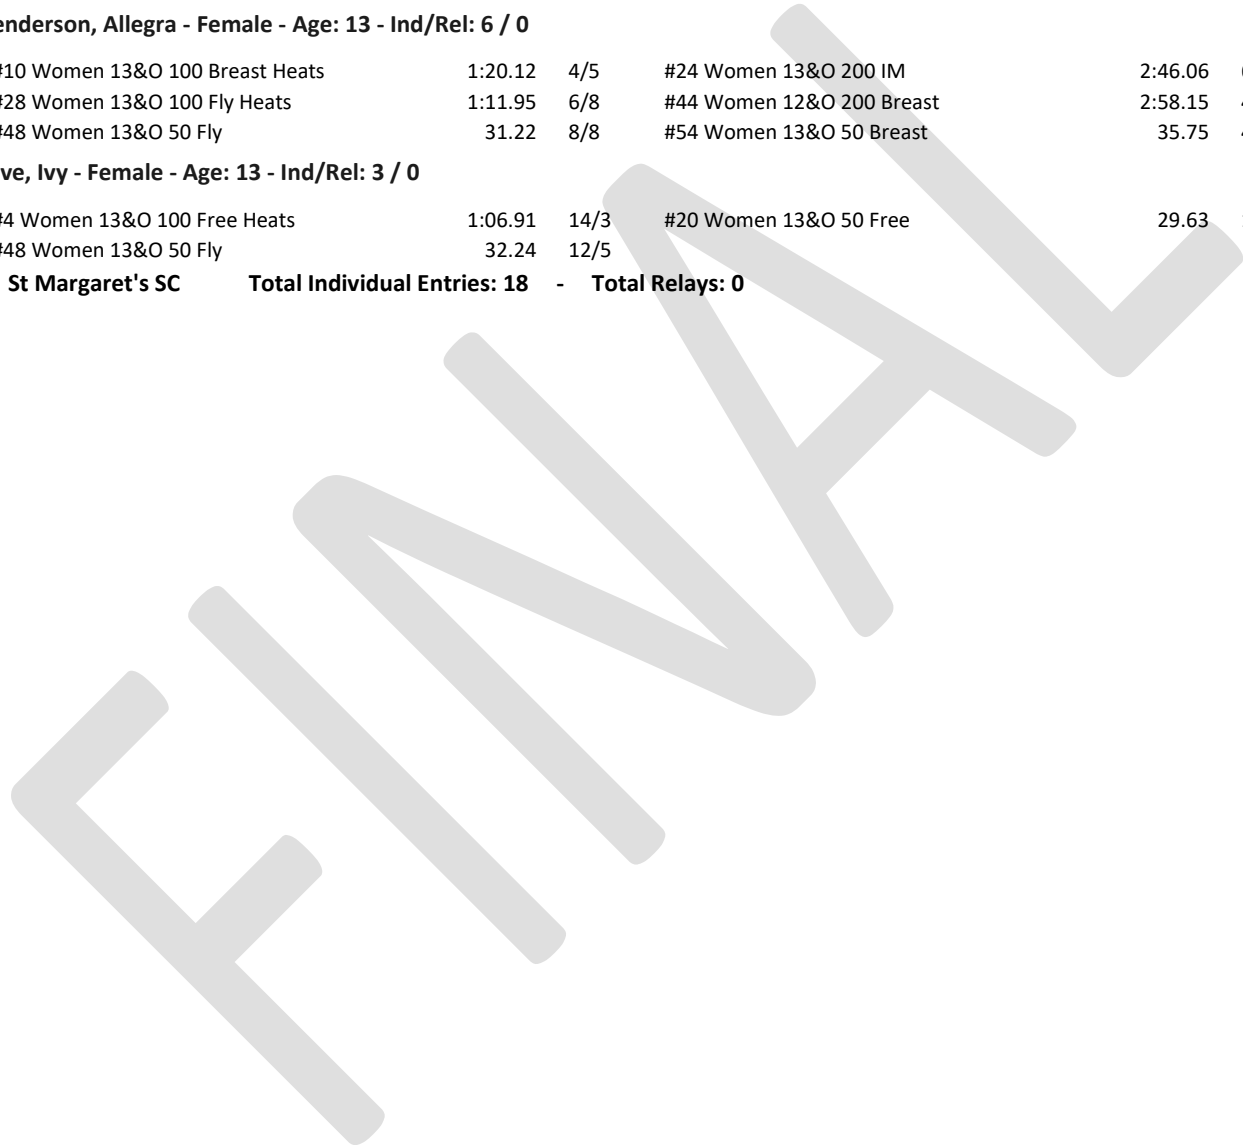 enderson, Allegra - Female - Age: 13 - Ind/Rel: 6 / 0
#10 Women 13&O 100 Breast Heats 1:20.12 4/5 #24 Women 13&O 200 IM 2:46.06
#28 Women 13&O 100 Fly Heats 1:11.95 6/8 #44 Women 12&O 200 Breast 2:58.15
#48 Women 13&O 50 Fly 31.22 8/8 #54 Women 13&O 50 Breast 35.75
ve, Ivy - Female - Age: 13 - Ind/Rel: 3 / 0
#4 Women 13&O 100 Free Heats 1:06.91 14/3 #20 Women 13&O 50 Free 29.63
#48 Women 13&O 50 Fly 32.24 12/5
St Margaret's SC Total Individual Entries: 18 - Total Relays: 0
FINAL